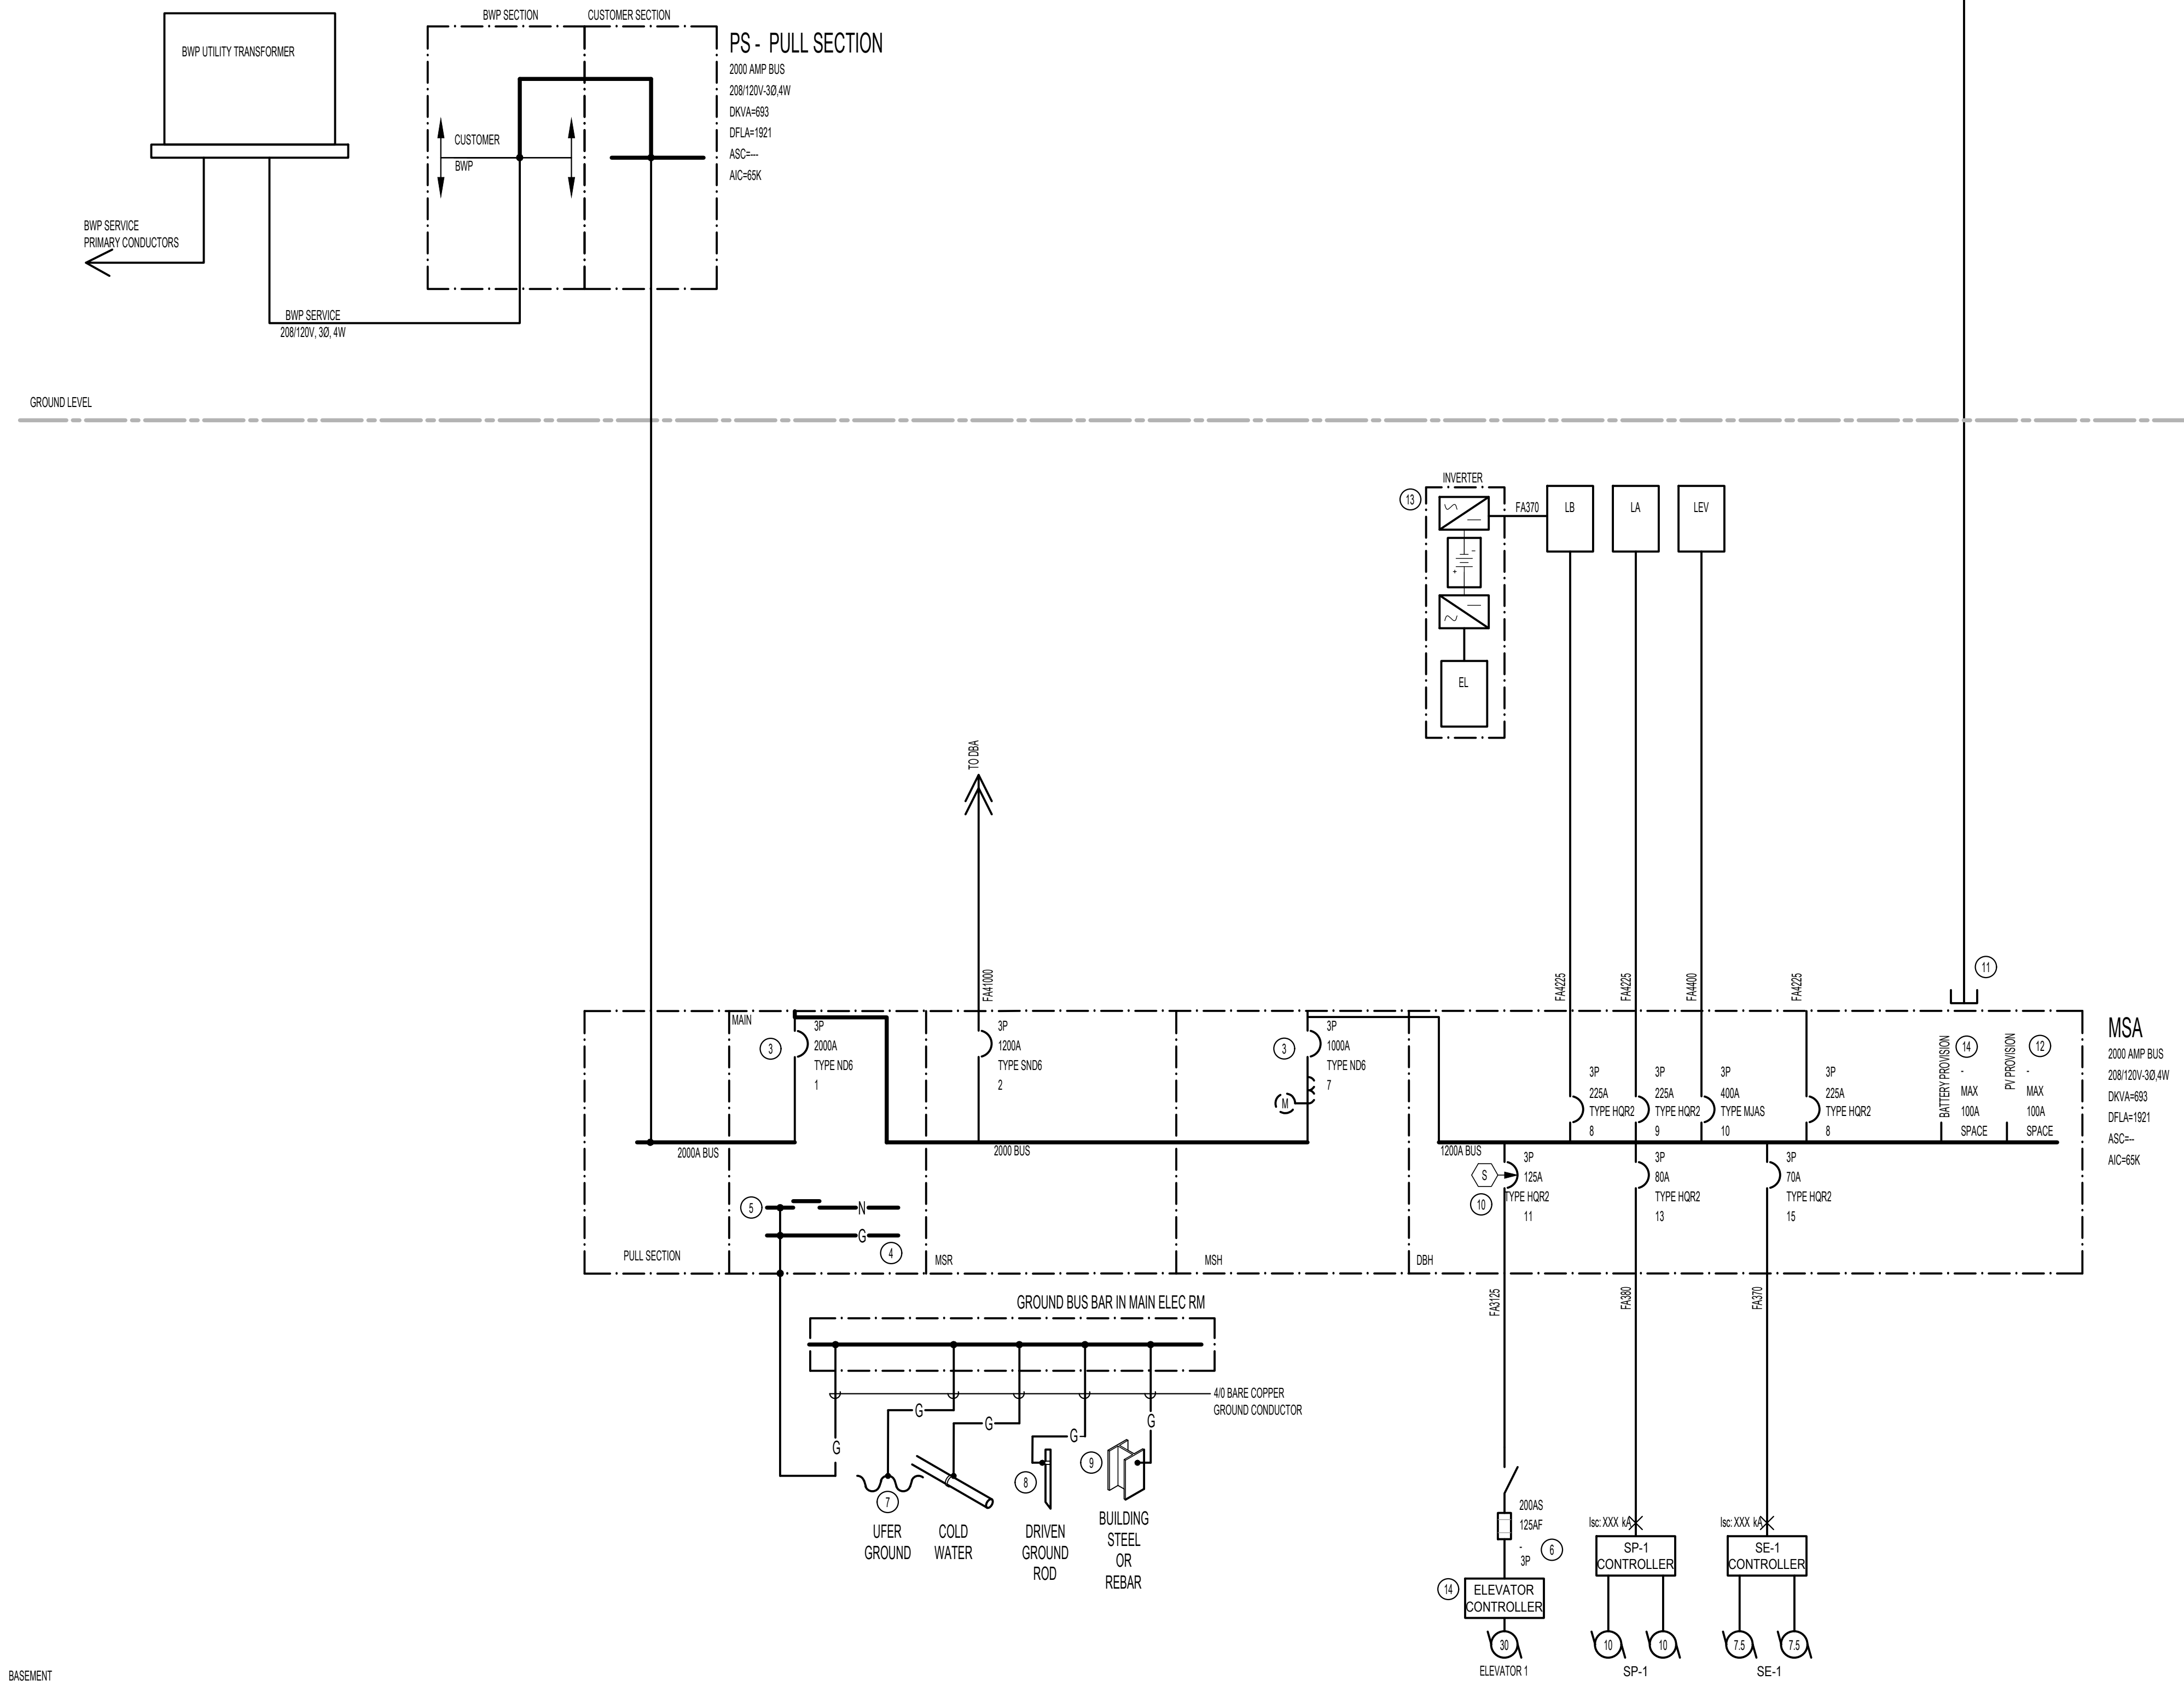 BWP SECTION
CUSTOMER SECTION
BWP UTILITY TRANSFORMER
PS - PULL SECTION
2000 AMP BUS
208/120V-3Ø,4W
DKVA=693
DFLA=1921
ASC=---
AIC=65K
CUSTOMER
BWP
BWP SERVICE
PRIMARY CONDUCTORS
BWP SERVICE
208/120V, 3Ø, 4W
GROUND LEVEL
INVERTER
13
FA370
LB
LA
LEV
-
+
EL
TO DBA
FA41000
FA4225
FA4225
FA4400
FA4225
11
MAIN
3
3P
2000A
TYPE ND6
1
3P
1200A
TYPE SND6
2
3
3P
1000A
TYPE ND6
7
M
3P
225A
TYPE HQR2
8
3P
225A
TYPE HQR2
9
3P
400A
TYPE MJAS
10
3P
225A
TYPE HQR2
8
BATTERY PROVISION
14
-
MAX
100A
SPACE
PV PROVISION
12
-
MAX
100A
SPACE
MSA
2000 AMP BUS
208/120V-3Ø,4W
DKVA=693
DFLA=1921
ASC=--
AIC=65K
2000A BUS
2000 BUS
1200A BUS
S
10
3P
125A
TYPE HQR2
11
3P
80A
TYPE HQR2
13
3P
70A
TYPE HQR2
15
5
N
G
4
PULL SECTION
MSR
MSH
DBH
GROUND BUS BAR IN MAIN ELEC RM
FA3125
FA380
FA370
4/0 BARE COPPER
GROUND CONDUCTOR
G
G
G
G
G
7
8
9
UFER
GROUND
COLD
WATER
DRIVEN
GROUND
ROD
BUILDING
STEEL
OR
REBAR
200AS
125AF
-
3P
6
14
ELEVATOR
CONTROLLER
30
ELEVATOR 1
Isc: XXX kA
SP-1
CONTROLLER
10
10
SP-1
Isc: XXX kA
SE-1
CONTROLLER
7.5
7.5
SE-1
BASEMENT